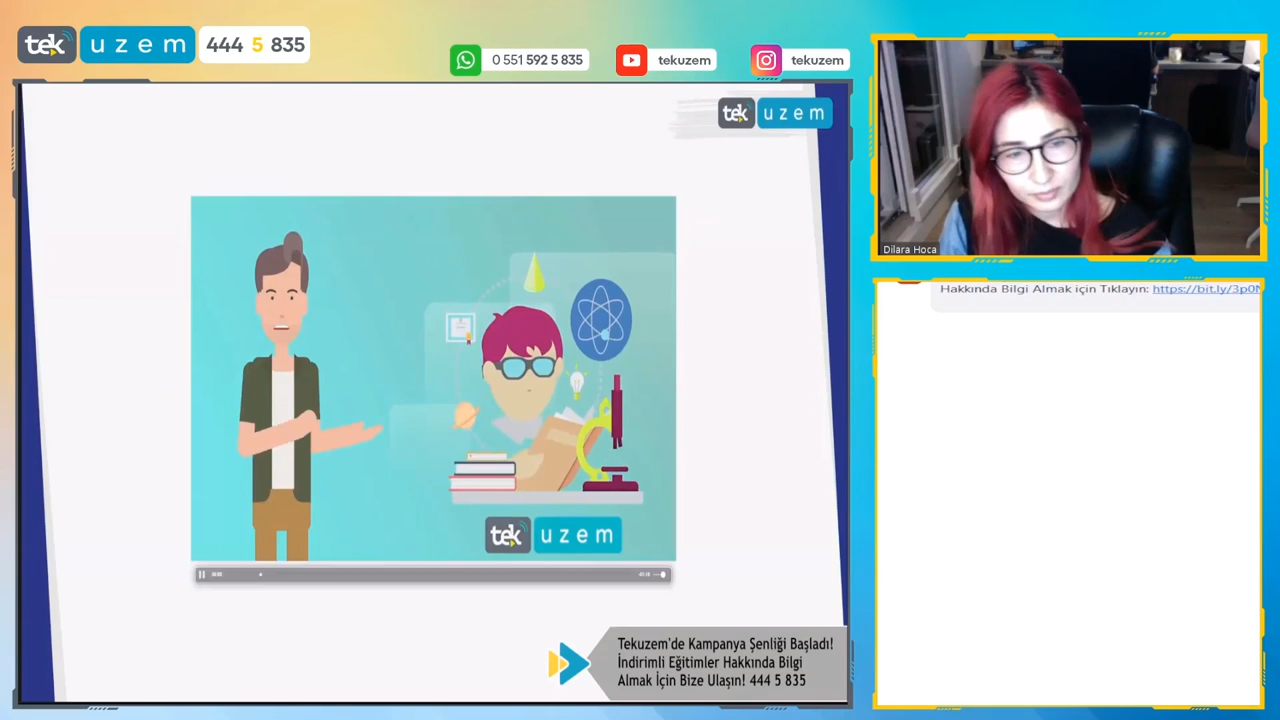 tek
uzem
444 5 835
0 551 592 5 835
tekuzem
tekuzem
tek
uzem
Dilara Hoca
Hakkında Bilgi Almak için Tıklayın: https://bit.ly/3p0
tek
uzem
Tekuzem'de Kampanya Şenliği Başladı!
İndirimli Eğitimler Hakkında Bilgi
Almak İçin Bize Ulaşın! 444 5 835